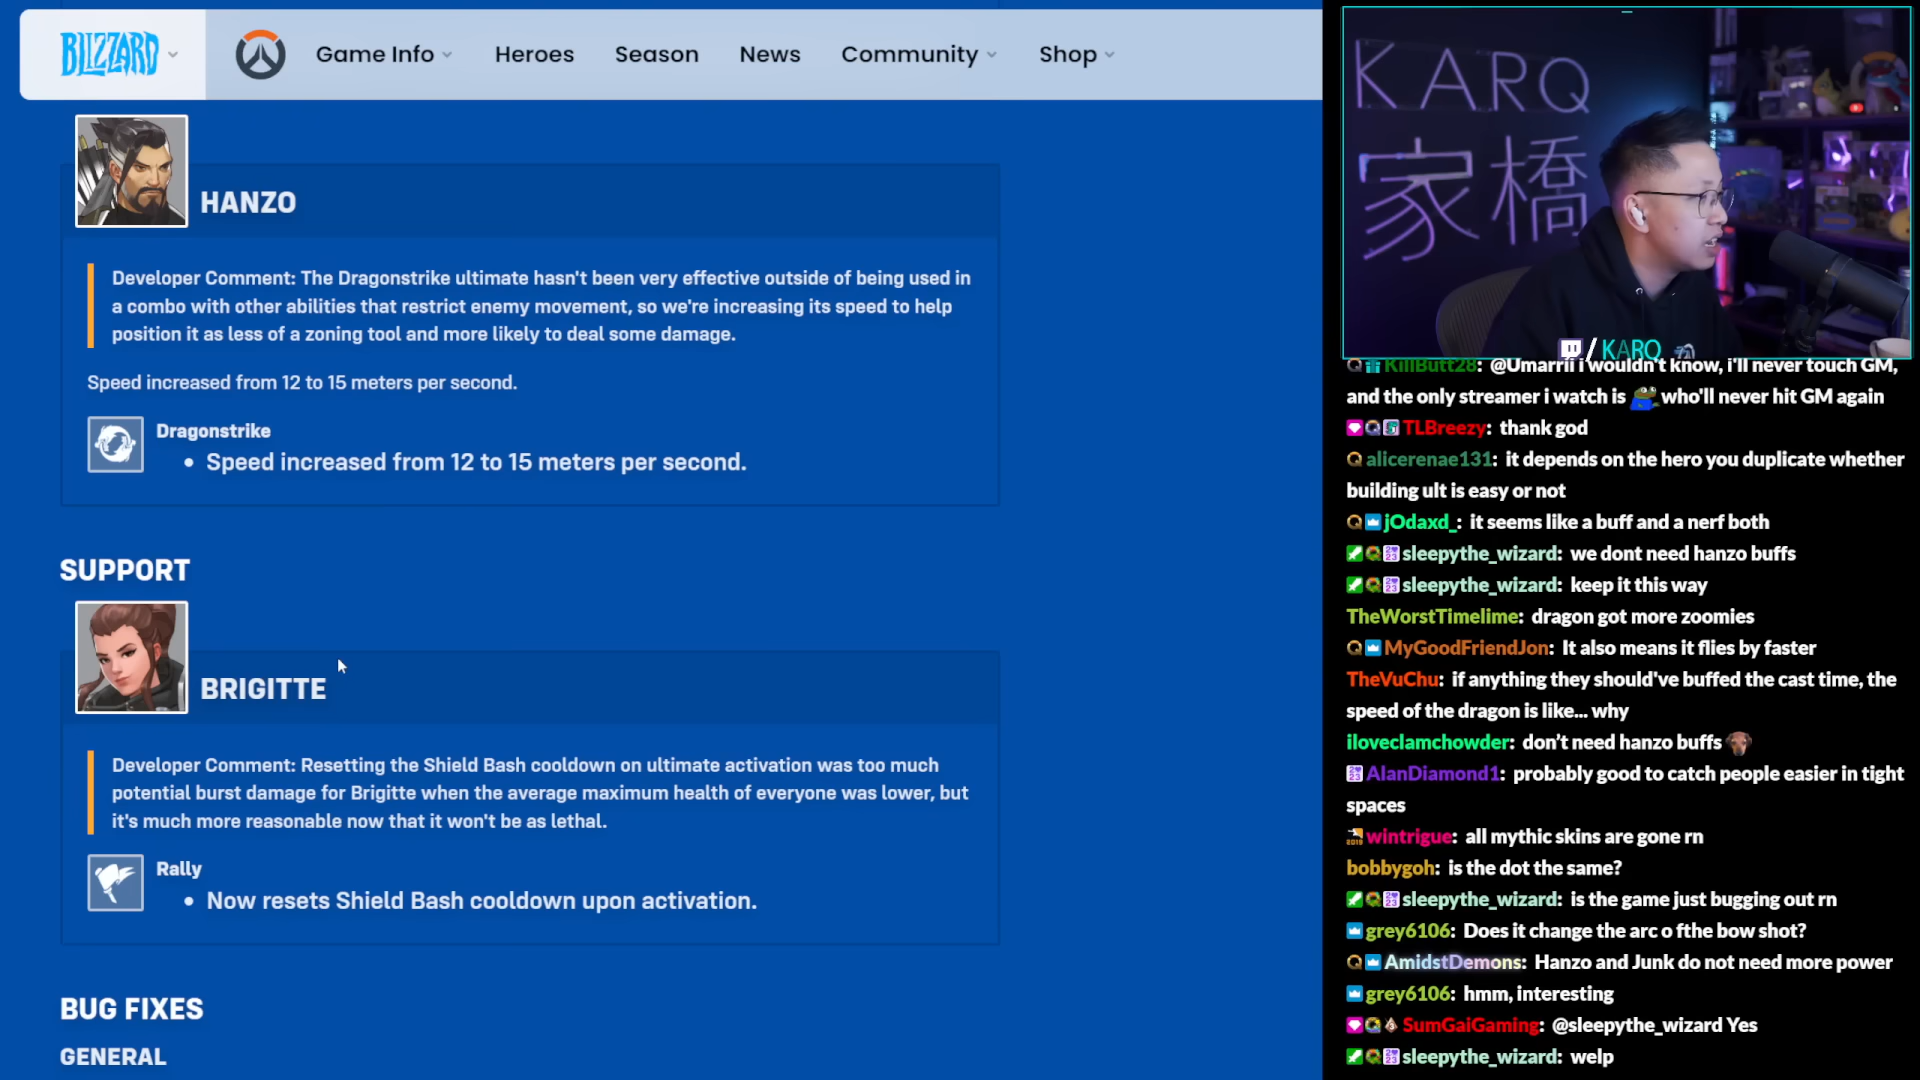 BLIZZARD
Game Info
Heroes
Season
News
Community
Shop
HANZO
Developer Comment: The Dragonstrike ultimate hasn't been very effective outside of being used in
a combo with other abilities that restrict enemy movement, so we're increasing its speed to help
position it as less of a zoning tool and more likely to deal some damage.
Speed increased from 12 to 15 meters per second.
Dragonstrike
• Speed increased from 12 to 15 meters per second.
SUPPORT
BRIGITTE
Developer Comment: Resetting the Shield Bash cooldown on ultimate activation was too much
potential burst damage for Brigitte when the average maximum health of everyone was lower, but
it's much more reasonable now that it won't be as lethal.
Rally
• Now resets Shield Bash cooldown upon activation.
BUG FIXES
GENERAL
KARQ
家橋
/ KARQ
KillButt28: @Umarrii i wouldn't know, i'll never touch GM,
and the only streamer i watch is who'll never hit GM again
TLBreezy: thank god
alicerenae131: it depends on the hero you duplicate whether
building ult is easy or not
jOdaxd_: it seems like a buff and a nerf both
sleepythe_wizard: we dont need hanzo buffs
sleepythe_wizard: keep it this way
TheWorstTimelime: dragon got more zoomies
MyGoodFriendJon: It also means it flies by faster
TheVuChu: if anything they should've buffed the cast time, the
speed of the dragon is like... why
iloveclamchowder: don't need hanzo buffs
AlanDiamond1: probably good to catch people easier in tight
spaces
wintrigue: all mythic skins are gone rn
bobbygoh: is the dot the same?
sleepythe_wizard: is the game just bugging out rn
grey6106: Does it change the arc o fthe bow shot?
AmidstDemons: Hanzo and Junk do not need more power
grey6106: hmm, interesting
SumGaiGaming: @sleepythe_wizard Yes
sleepythe_wizard: welp